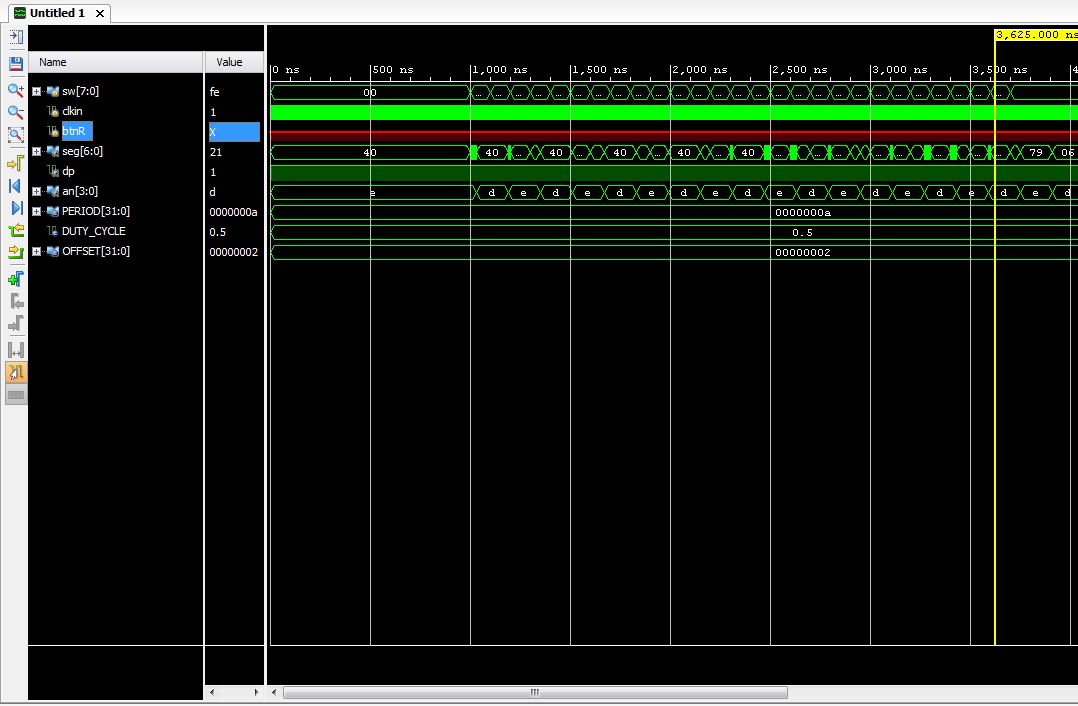 Untitled 1
3,625.000 ns
0 ns 500 ns 1,000 ns 1,500 ns 2,000 ns 2,500 ns 3,000 ns 3,500 ns 4
Name Value
sw[7:0] fe 00 ... ... ... ... ... ... ... ... ... ... ... ... ... ... ... ... ... ... ... ... ... ... ... ... ... ... ...
clkin 1
btnR X
seg[6:0] 21 40 40 ... 40 ... 40 ... ... 40 ... 40 ... ... ... ... ... ... ... 79 06
dp 1
an[3:0] d e d e d e d e d e d e d e d e d e d e d
PERIOD[31:0] 0000000a 0000000a
DUTY_CYCLE 0.5 0.5
OFFSET[31:0] 00000002 00000002